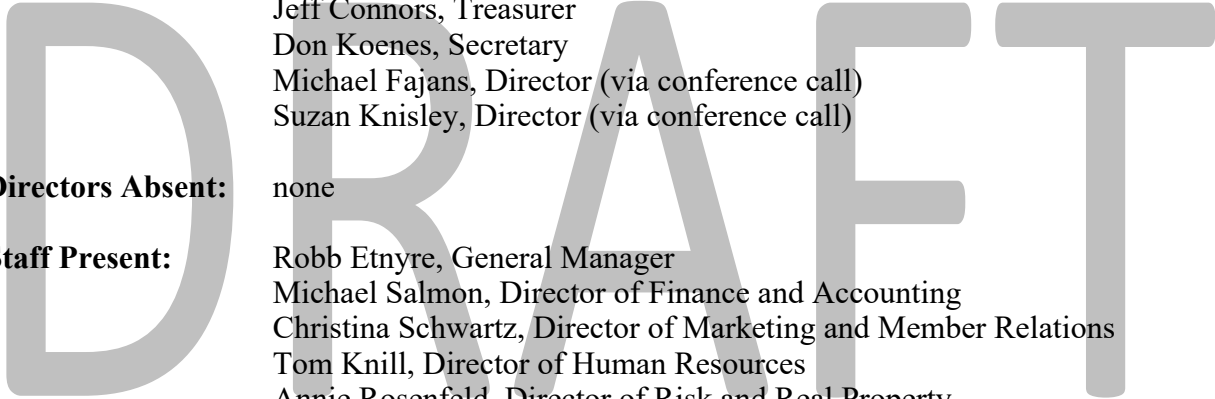 Jeff Connors, Treasurer
Don Koenes, Secretary
Michael Fajans, Director (via conference call)
Suzan Knisley, Director (via conference call)
Directors Absent: none
Staff Present: Robb Etnyre, General Manager
Michael Salmon, Director of Finance and Accounting
Christina Schwartz, Director of Marketing and Member Relations
Tom Knill, Director of Human Resources
Annie Rosenfeld, Director of Risk and Real Property
DRAFT